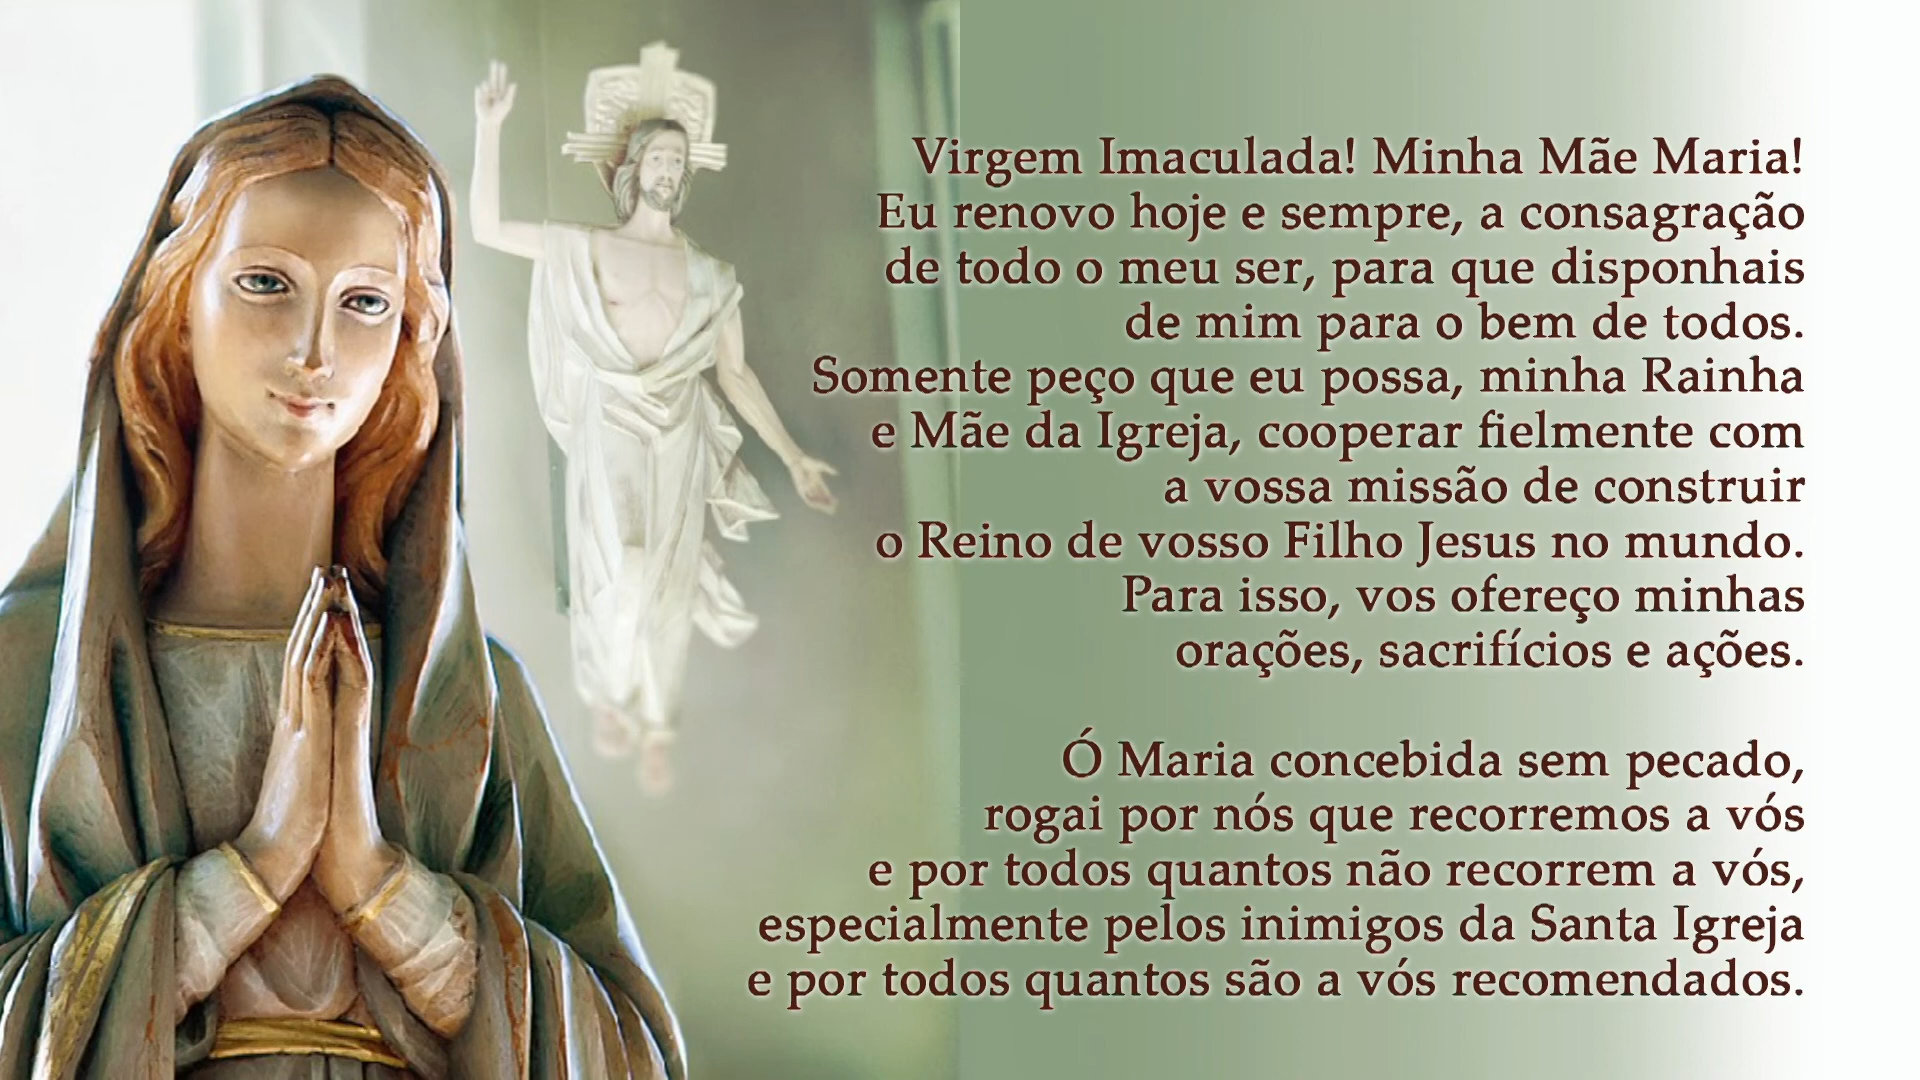 Virgem Imaculada! Minha Mãe Maria!
Eu renovo hoje e sempre, a consagração
de todo o meu ser, para que disponhais
de mim para o bem de todos.
Somente peço que eu possa, minha Rainha
e Mãe da Igreja, cooperar fielmente com
a vossa missão de construir
o Reino de vosso Filho Jesus no mundo.
Para isso, vos ofereço minhas
orações, sacrifícios e ações.
Ó Maria concebida sem pecado,
rogai por nós que recorremos a vós
e por todos quantos não recorrem a vós,
especialmente pelos inimigos da Santa Igreja
e por todos quantos são a vós recomendados.